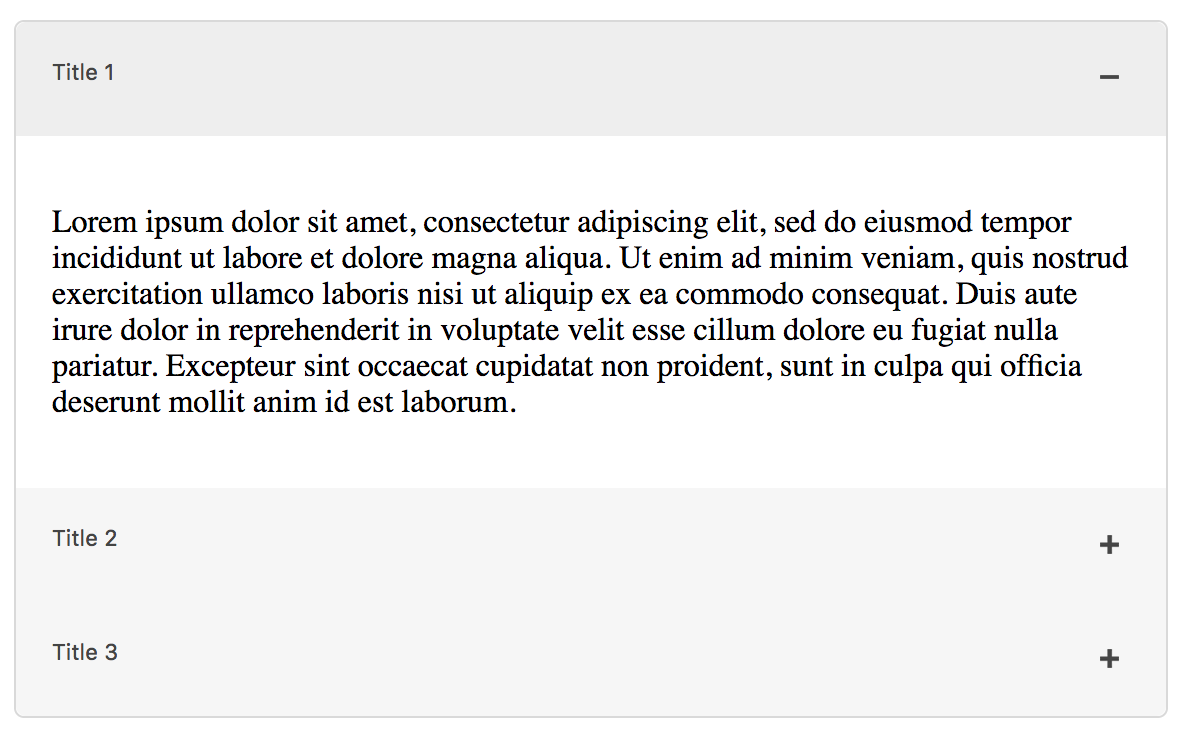 Title 1
Lorem ipsum dolor sit amet, consectetur adipiscing elit, sed do eiusmod tempor
incididunt ut labore et dolore magna aliqua. Ut enim ad minim veniam, quis nostrud
exercitation ullamco laboris nisi ut aliquip ex ea commodo consequat. Duis aute
irure dolor in reprehenderit in voluptate velit esse cillum dolore eu fugiat nulla
pariatur. Excepteur sint occaecat cupidatat non proident, sunt in culpa qui officia
deserunt mollit anim id est laborum.
Title 2
Title 3